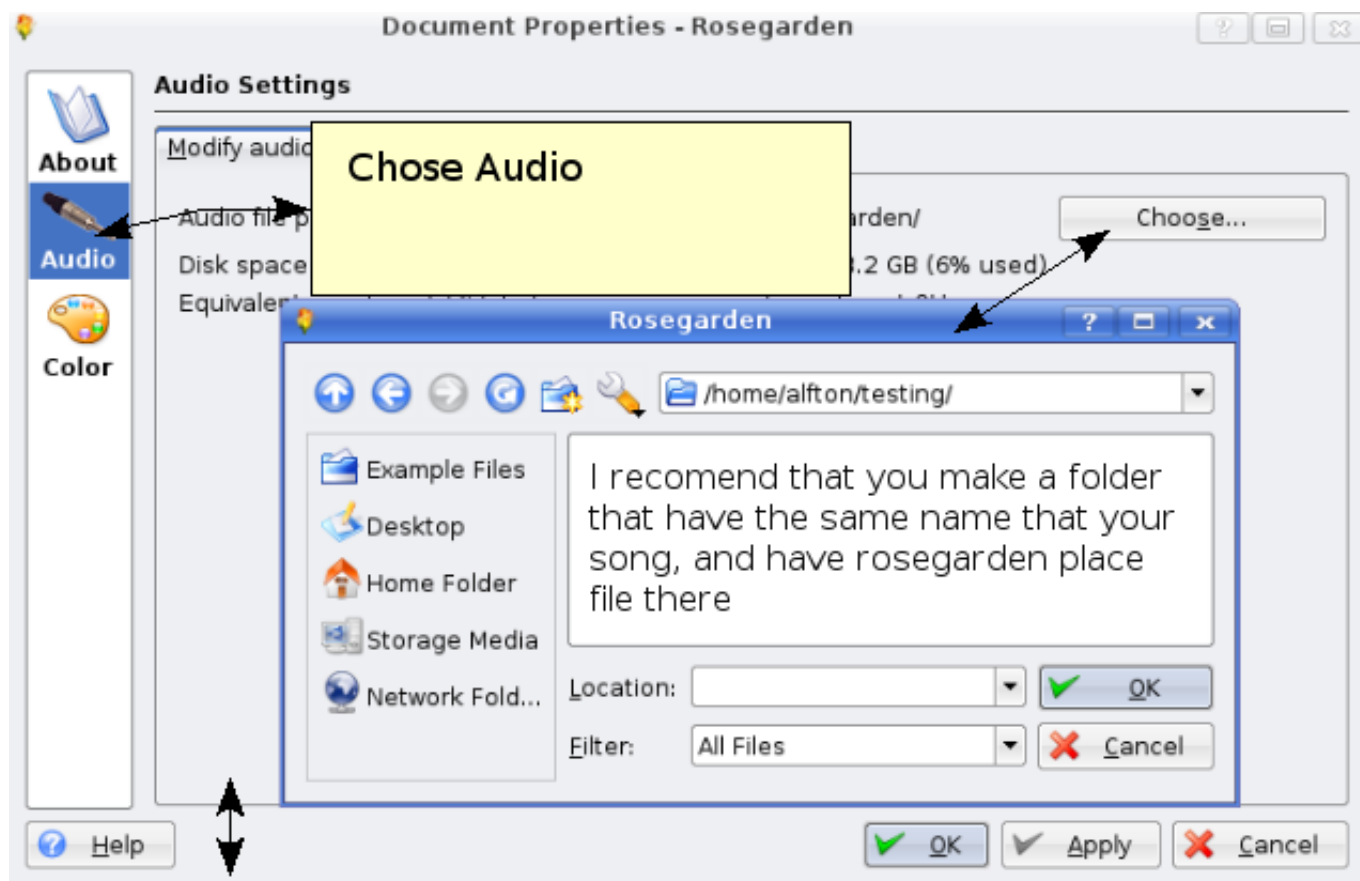 Document Properties - Rosegarden
Audio Settings
About
Audio
Color
Modify audio
Chose Audio
Audio file p
arden/
Choose...
Disk space
.2 GB (6% used)
Rosegarden
/home/alfton/testing/
Example Files
Desktop
Home Folder
Storage Media
Network Fold...
I recomend that you make a folder
that have the same name that your
song, and have rosegarden place
file there
Location:
OK
Filter:
All Files
Cancel
Help
OK
Apply
Cancel